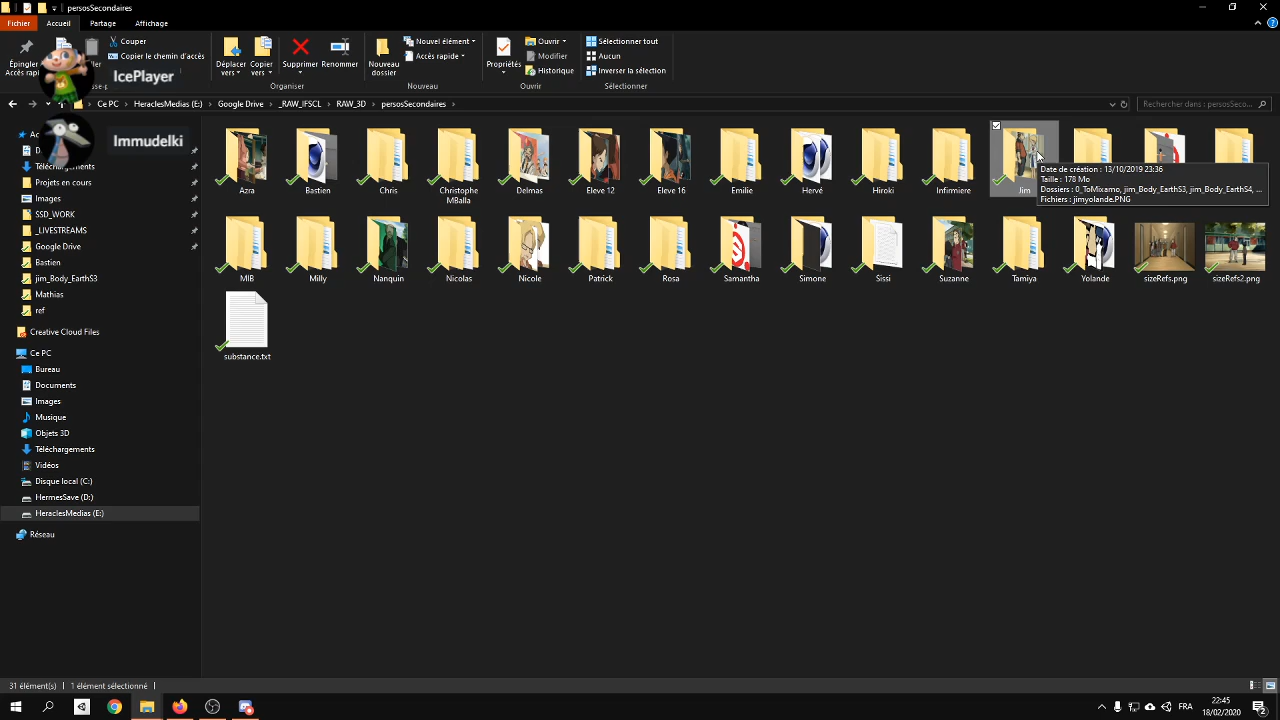 persosSecondaires
Fichier Accueil Partage Affichage
Épingler
Accès rap
Couper
Copier le chemin d'accès
Déplacer vers
Copier vers
Supprimer
Renommer
Nouveau dossier
Nouvel élément
Accès rapide
Propriétés
Ouvrir
Modifier
Historique
Sélectionner tout
Aucun
Inverser la sélection
Organiser Nouveau Ouvrir Sélectionner
IcePlayer
Immudelki
Ce PC > HeraclesMedias (E:) > Google Drive > _RAW_IFSCL > RAW_3D > persosSecondaires
Rechercher dans : persosSeco...
Téléchargements
Projets en cours
Images
SSD_WORK
_LIVESTREAMS
Google Drive
Bastien
jim_Body_EarthS3
Mathias
ref
Creative Cloud Files
Ce PC
Bureau
Documents
Images
Musique
Objets 3D
Téléchargements
Vidéos
Disque local (C:)
HermesSave (D:)
HeraclesMedias (E:)
Réseau
Azra Bastien Chris Christophe MBalla Delmas Eleve 12 Eleve 16 Emilie Hervé Hiroki Infirmiere Jim
Date de création : 13/10/2019 23:36
Taille : 178 Mo
Dossiers : 0_ToMixamo, jim_Body_EarthS3, jim_Body_EarthS4, ...
Fichiers : jimyolande.PNG
MIB Milly Nanquin Nicolas Nicole Patrick Rosa Samantha Simone Sissi Suzanne Tamiya Yolande sizeRefs.png sizeRefs2.png
substance.txt
31 élément(s) 1 élément sélectionné
FRA
22:45
18/02/2020
2